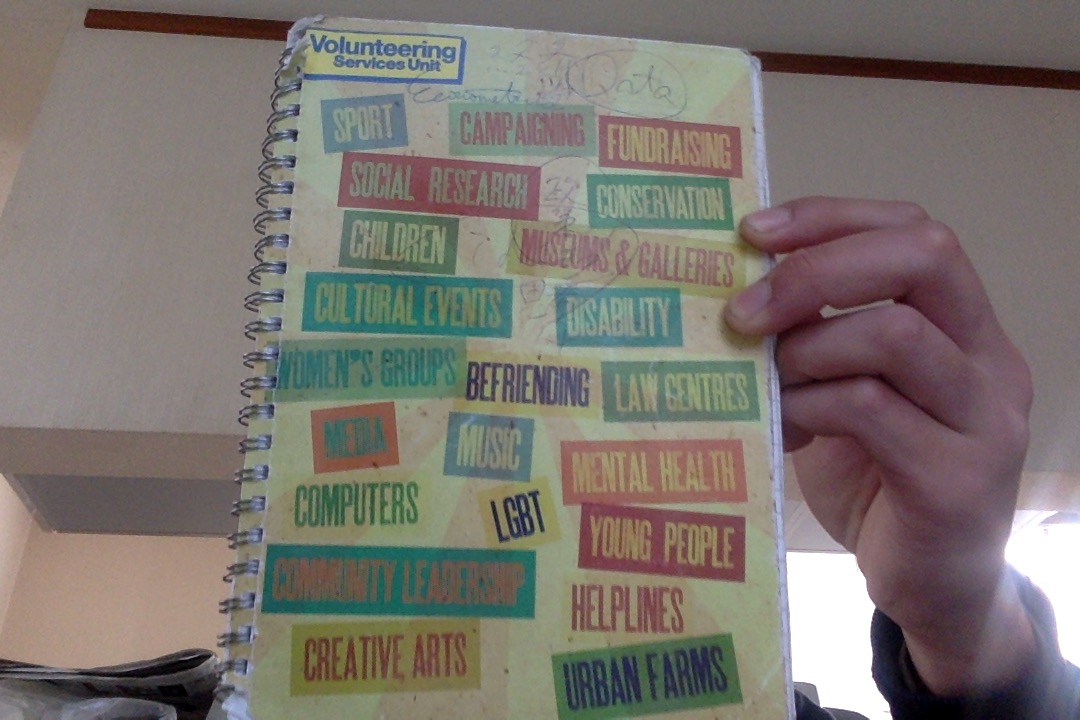 Volunteering
Services Unit
Data
SPORT
CAMPAIGNING
FUNDRAISING
SOCIAL RESEARCH
CONSERVATION
CHILDREN
MUSEUMS & GALLERIES
CULTURAL EVENTS
DISABILITY
WOMEN"S GROUPS
BEFRIENDING
LAW CENTRES
MEDIA
MUSIC
MENTAL HEALTH
COMPUTERS
LGBT
YOUNG PEOPLE
COMMUNITY LEADERSHIP
HELPLINES
CREATIVE ARTS
URBAN FARMS